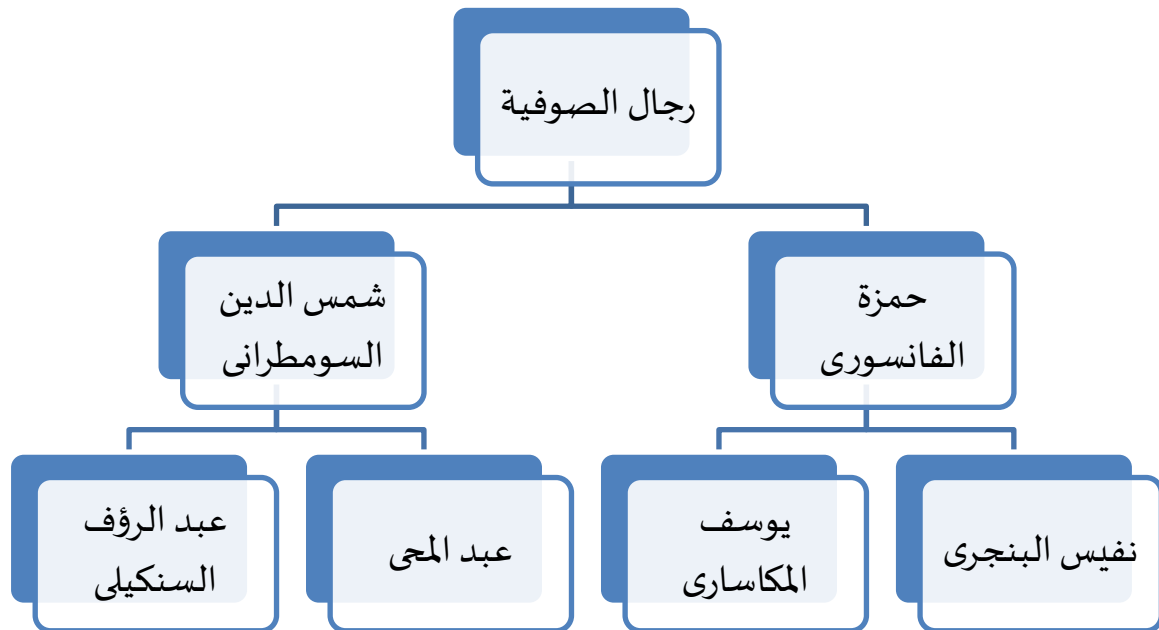 رجال الصوفية
حمزة
الفانسورى
شمس الدين
السومطرانى
نفيس البنجرى
يوسف
المكاسارى
عبد المحى
عبد الرؤف
السنكيلى